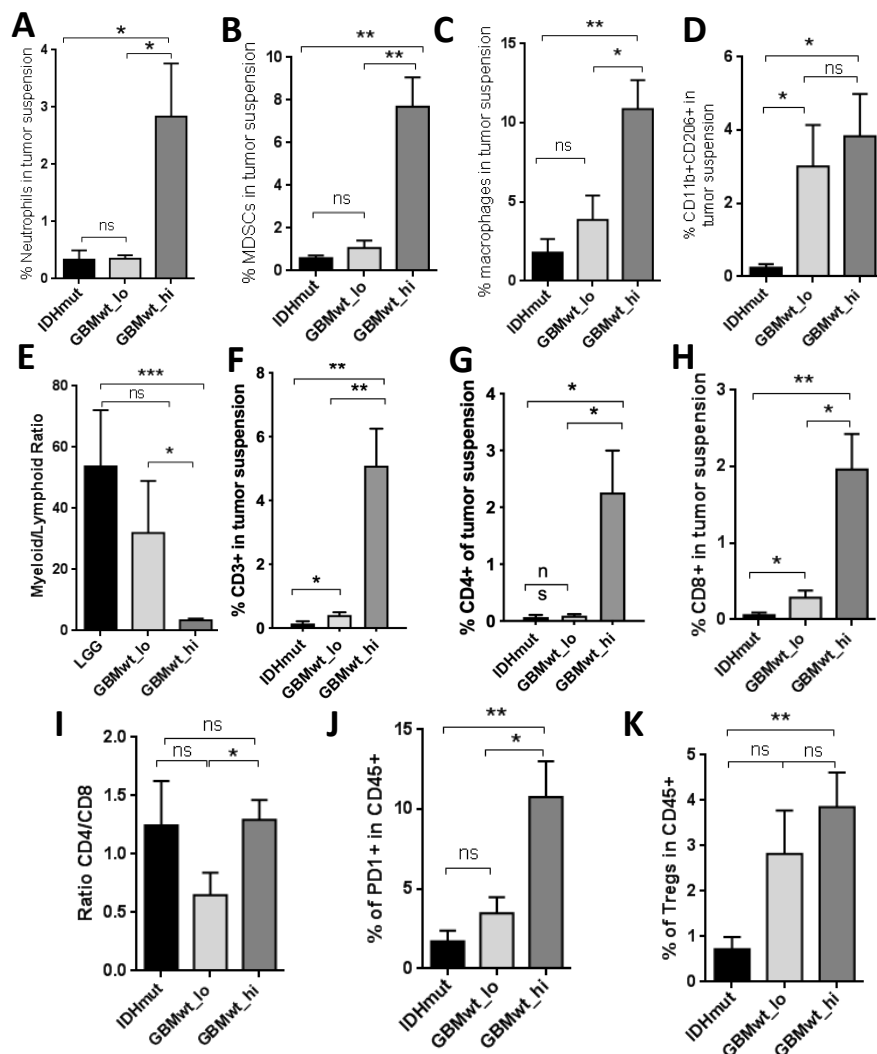 A
% Neutrophils in tumor suspension
4
3
2
1
0
*
*
ns
IDHmut
GBMwt_lo
GBMwt_hi
B
% MDSCs in tumor suspension
10
8
6
4
2
0
**
**
ns
IDHmut
GBMwt_lo
GBMwt_hi
C
% macrophages in tumor suspension
15
10
5
0
**
*
ns
IDHmut
GBMwt_lo
GBMwt_hi
D
% CD11b+CD206+ in
tumor suspension
6
4
2
0
*
ns
*
IDHmut
GBMwt_lo
GBMwt_hi
E
Myeloid/Lymphoid Ratio
80
60
40
20
0
***
ns
*
LGG
GBMwt_lo
GBMwt_hi
F
% CD3+ in tumor suspension
8
6
4
2
0
**
**
*
IDHmut
GBMwt_lo
GBMwt_hi
G
% CD4+ of tumor suspension
4
3
2
1
0
*
*
n
s
IDHmut
GBMwt_lo
GBMwt_hi
H
% CD8+ in tumor suspension
3
2
1
0
**
*
*
IDHmut
GBMwt_lo
GBMwt_hi
I
Ratio CD4/CD8
2.0
1.5
1.0
0.5
0.0
ns
ns
*
IDHmut
GBMwt_lo
GBMwt_hi
J
% of PD1+ in CD45+
15
10
5
0
**
*
ns
IDHmut
GBMwt_lo
GBMwt_hi
K
% of Tregs in CD45+
5
4
3
2
1
0
**
ns
ns
IDHmut
GBMwt_lo
GBMwt_hi